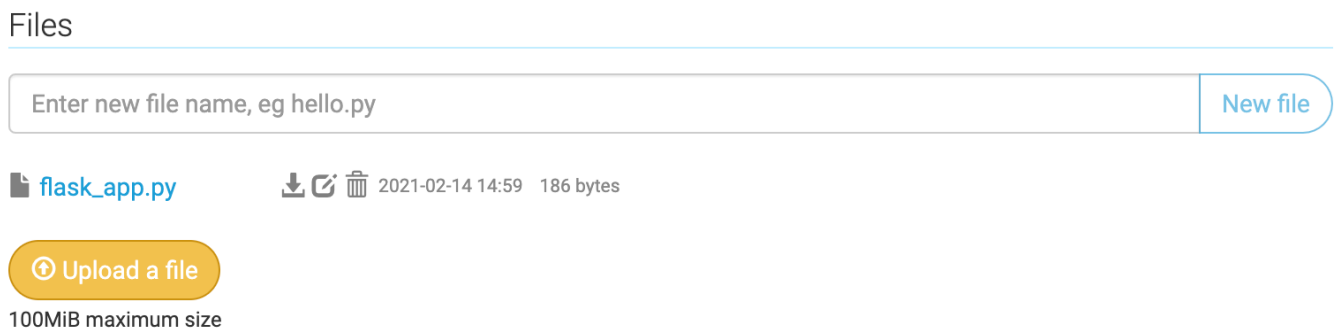 Files
Enter new file name, eg hello.py New file
flask_app.py 2021-02-14 14:59 186 bytes
Upload a file
100MiB maximum size